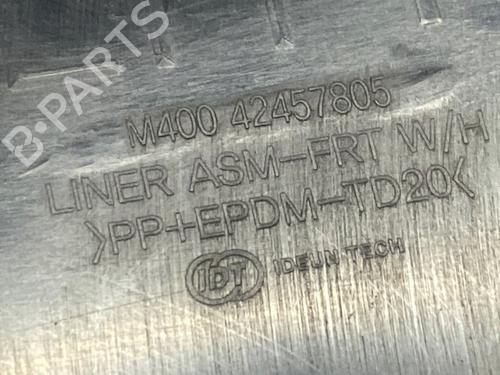 B-PARTS
M400 42457805
LINER ASM-FRT W/H
>PP+EPDM-TD20<
IDT IDEUN TECH